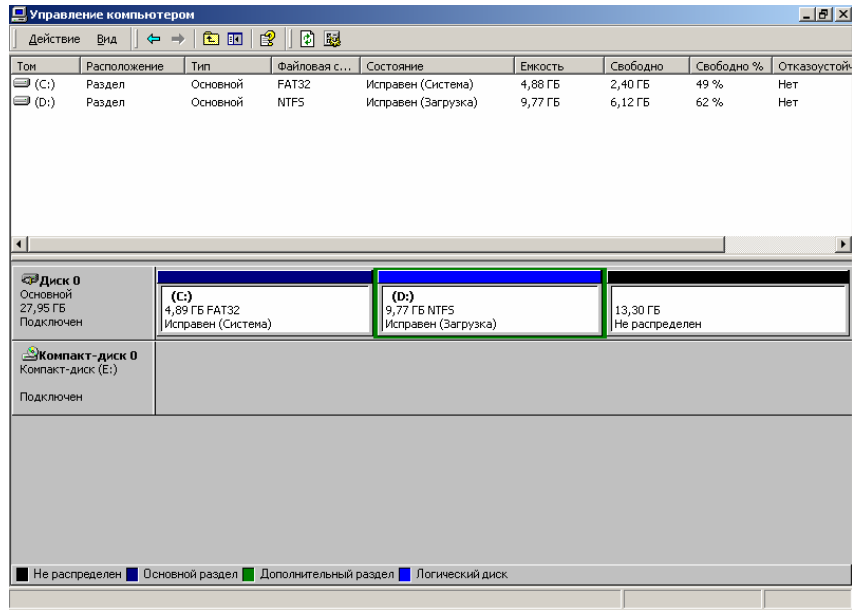 Управление компьютером
Действие Вид
Том Расположение Тип Файловая с... Состояние Емкость Свободно Свободно % Отказоустойч
(C:) Раздел Основной FAT32 Исправен (Система) 4,88 ГБ 2,40 ГБ 49 % Нет
(D:) Раздел Основной NTFS Исправен (Загрузка) 9,77 ГБ 6,12 ГБ 62 % Нет
Диск 0
Основной
27,95 ГБ
Подключен
(C:)
4,89 ГБ FAT32
Исправен (Система)
(D:)
9,77 ГБ NTFS
Исправен (Загрузка)
13,30 ГБ
Не распределен
Компакт-диск 0
Компакт-диск (E:)
Подключен
Не распределен Основной раздел Дополнительный раздел Логический диск